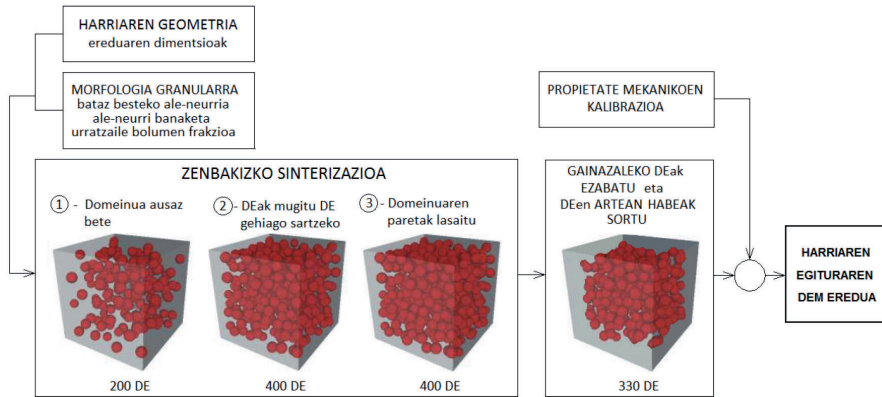 HARRIAREN GEOMETRIA
ereduaren dimentsioak
MORFOLOGIA GRANULARRA
bataz besteko ale-neurria
ale-neurri banaketa
urratzaile bolumen frakzioa
PROPIETATE MEKANIKOEN
KALIBRAZIOA
ZENBAKIZKO SINTERIZAZIOA
1 - Domeinua ausaz
bete
2 - DEak mugitu DE
gehiago sartzeko
3 - Domeinuaren
paretak lasaitu
200 DE
400 DE
400 DE
GAINAZALEKO DEak
EZABATU eta
DEen ARTEAN HABEAK
SORTU
330 DE
HARRIAREN
EGITURAREN
DEM EREDUA